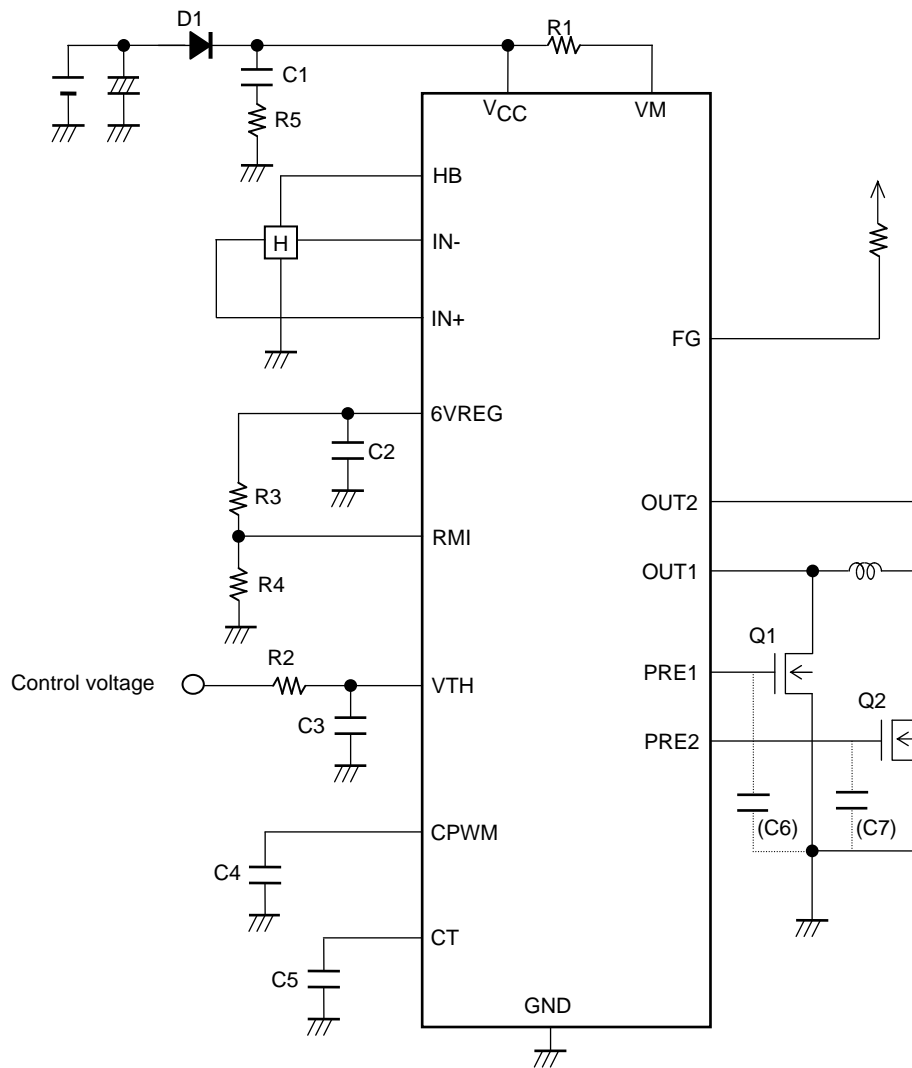 D1
R1
C1
VCC
VM
R5
HB
H
IN-
IN+
FG
6VREG
C2
R3
OUT2
RMI
OUT1
R4
Q1
R2
PRE1
Control voltage
VTH
Q2
C3
PRE2
(C6)
(C7)
CPWM
C4
CT
C5
GND